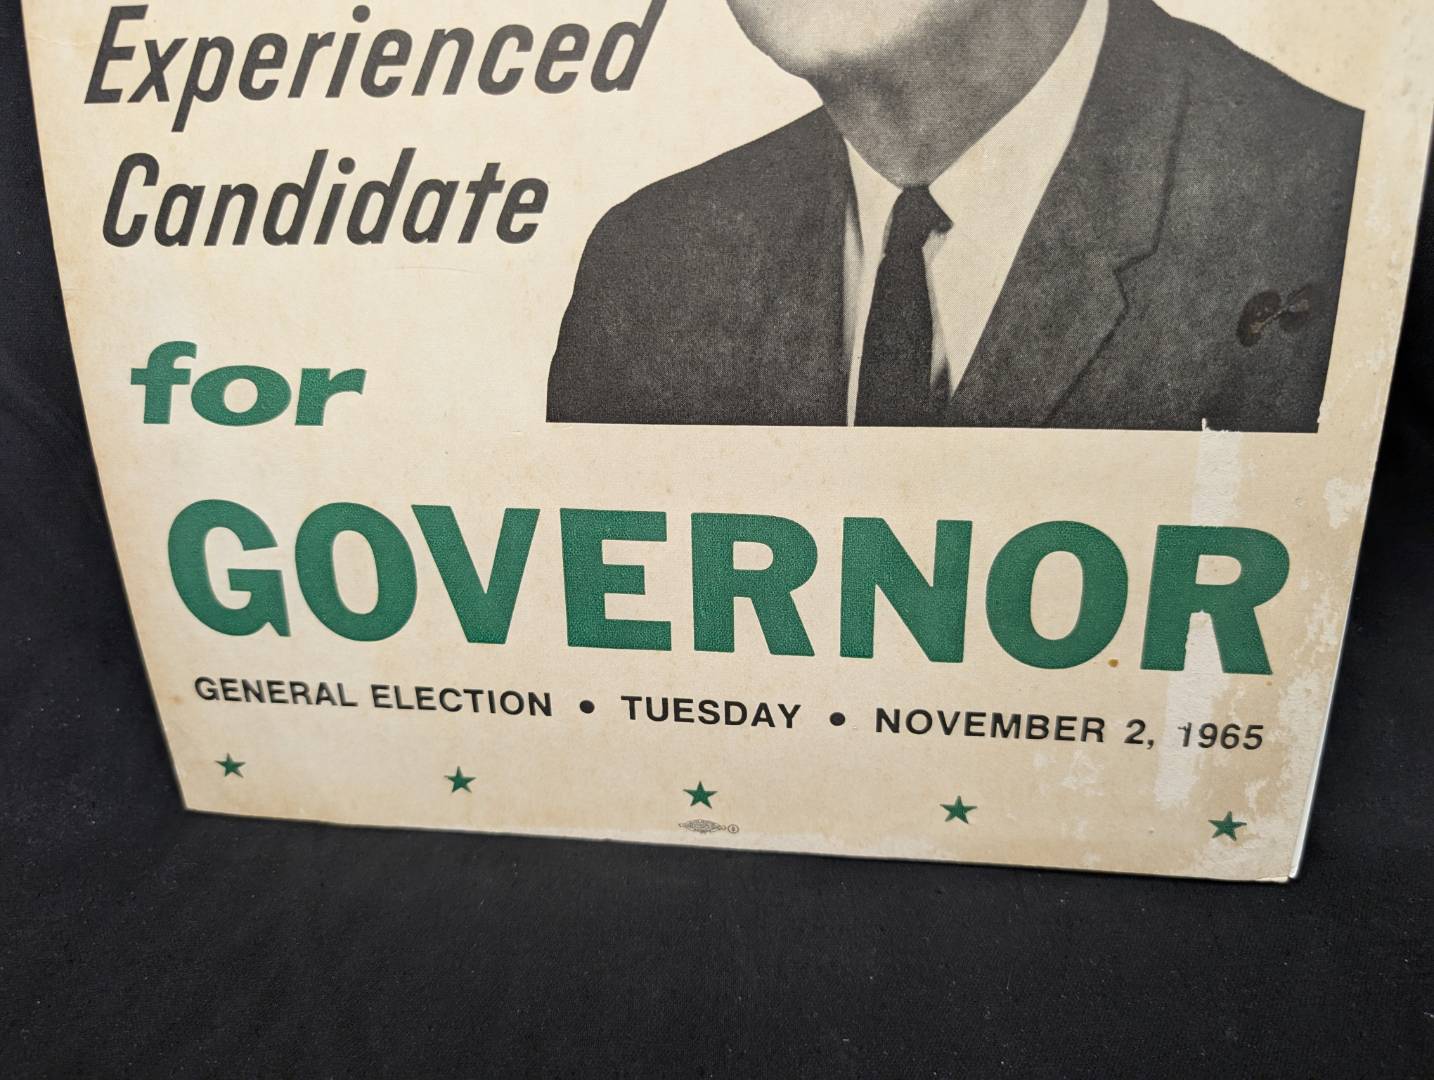 Experienced
Candidate
for
GOVERNOR
GENERAL ELECTION • TUESDAY • NOVEMBER 2, 1965